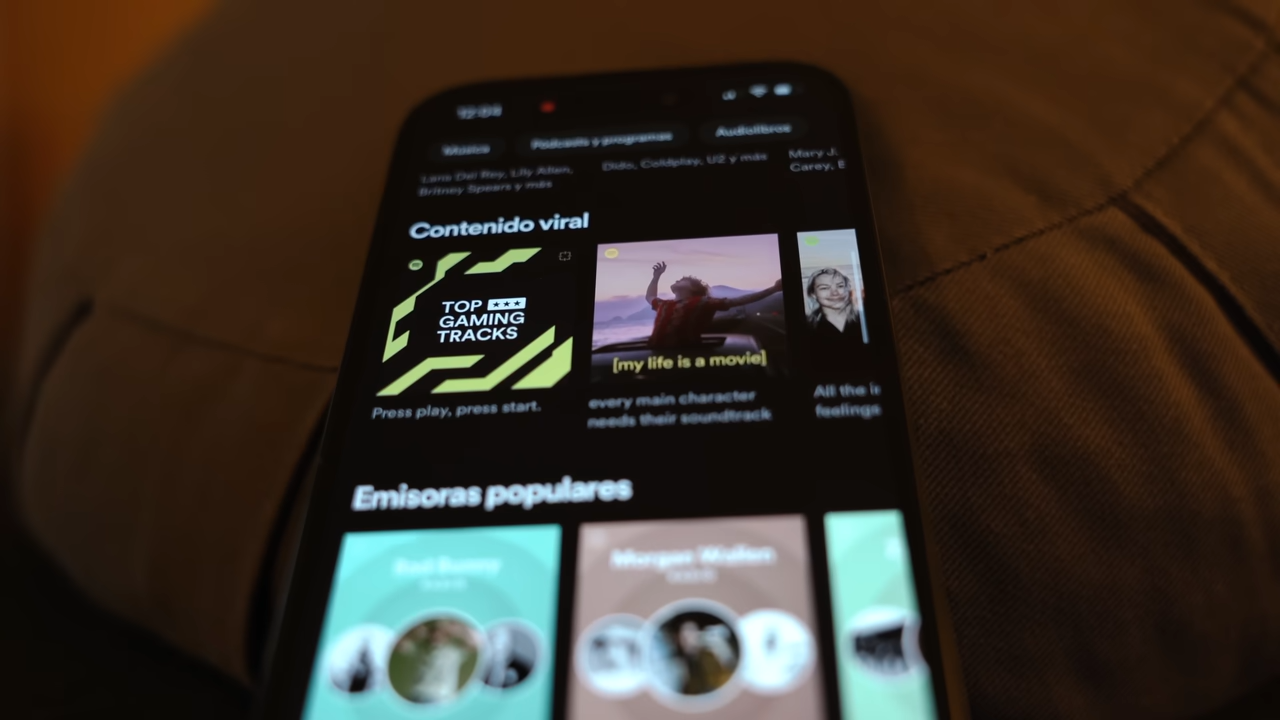 12:04
Música
Podcasts y programas
Audiolibros
Lana Del Rey, Lily Allen,
Britney Spears y más
Dido, Coldplay, U2 y más
Mary J.
Carey, B
Contenido viral
TOP
GAMING
TRACKS
[my life is a movie]
Press play, press start.
every main character
needs their soundtrack
All the
feelings
Emisoras populares
Bad Bunny
Morgan Wallen